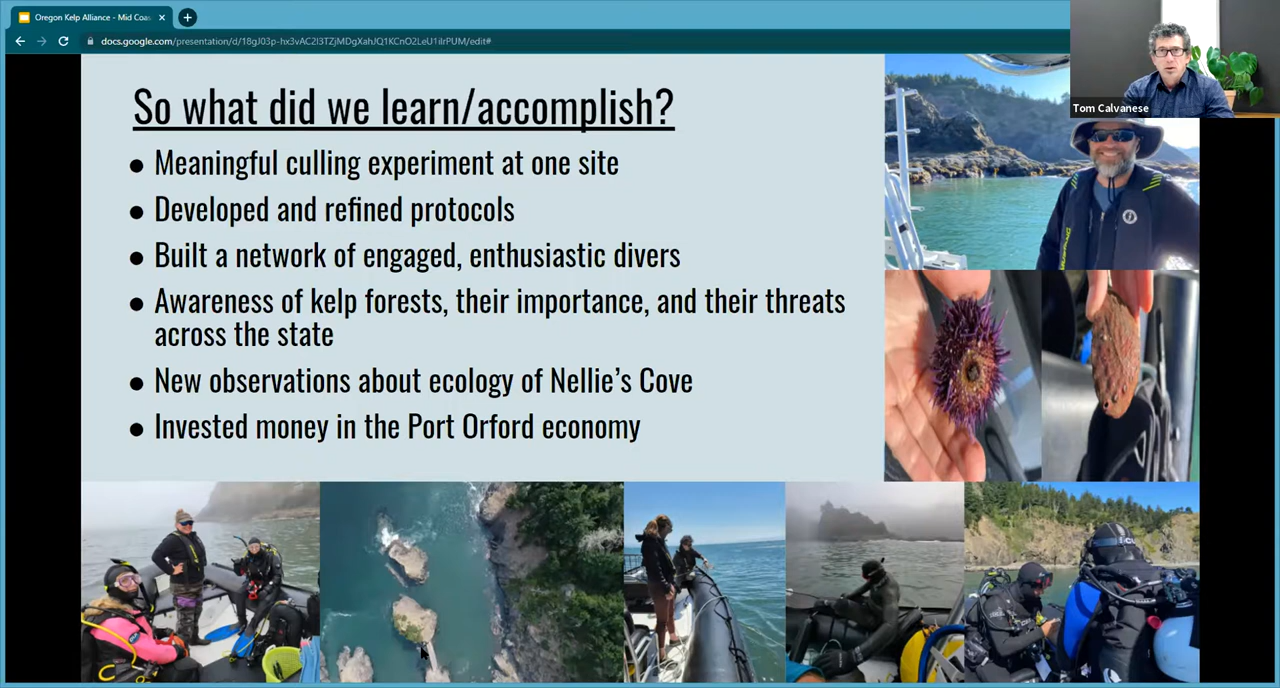 Oregon Kelp Alliance - Mid Coas
docs.google.com/presentation/d/18gJ03p-hx3vAC2I3TZjMDgXahJQ1KCnO2LeU1iIrPUM/edit#
Tom Calvanese
So what did we learn/accomplish?
● Meaningful culling experiment at one site
● Developed and refined protocols
● Built a network of engaged, enthusiastic divers
● Awareness of kelp forests, their importance, and their threats
across the state
● New observations about ecology of Nellie's Cove
● Invested money in the Port Orford economy